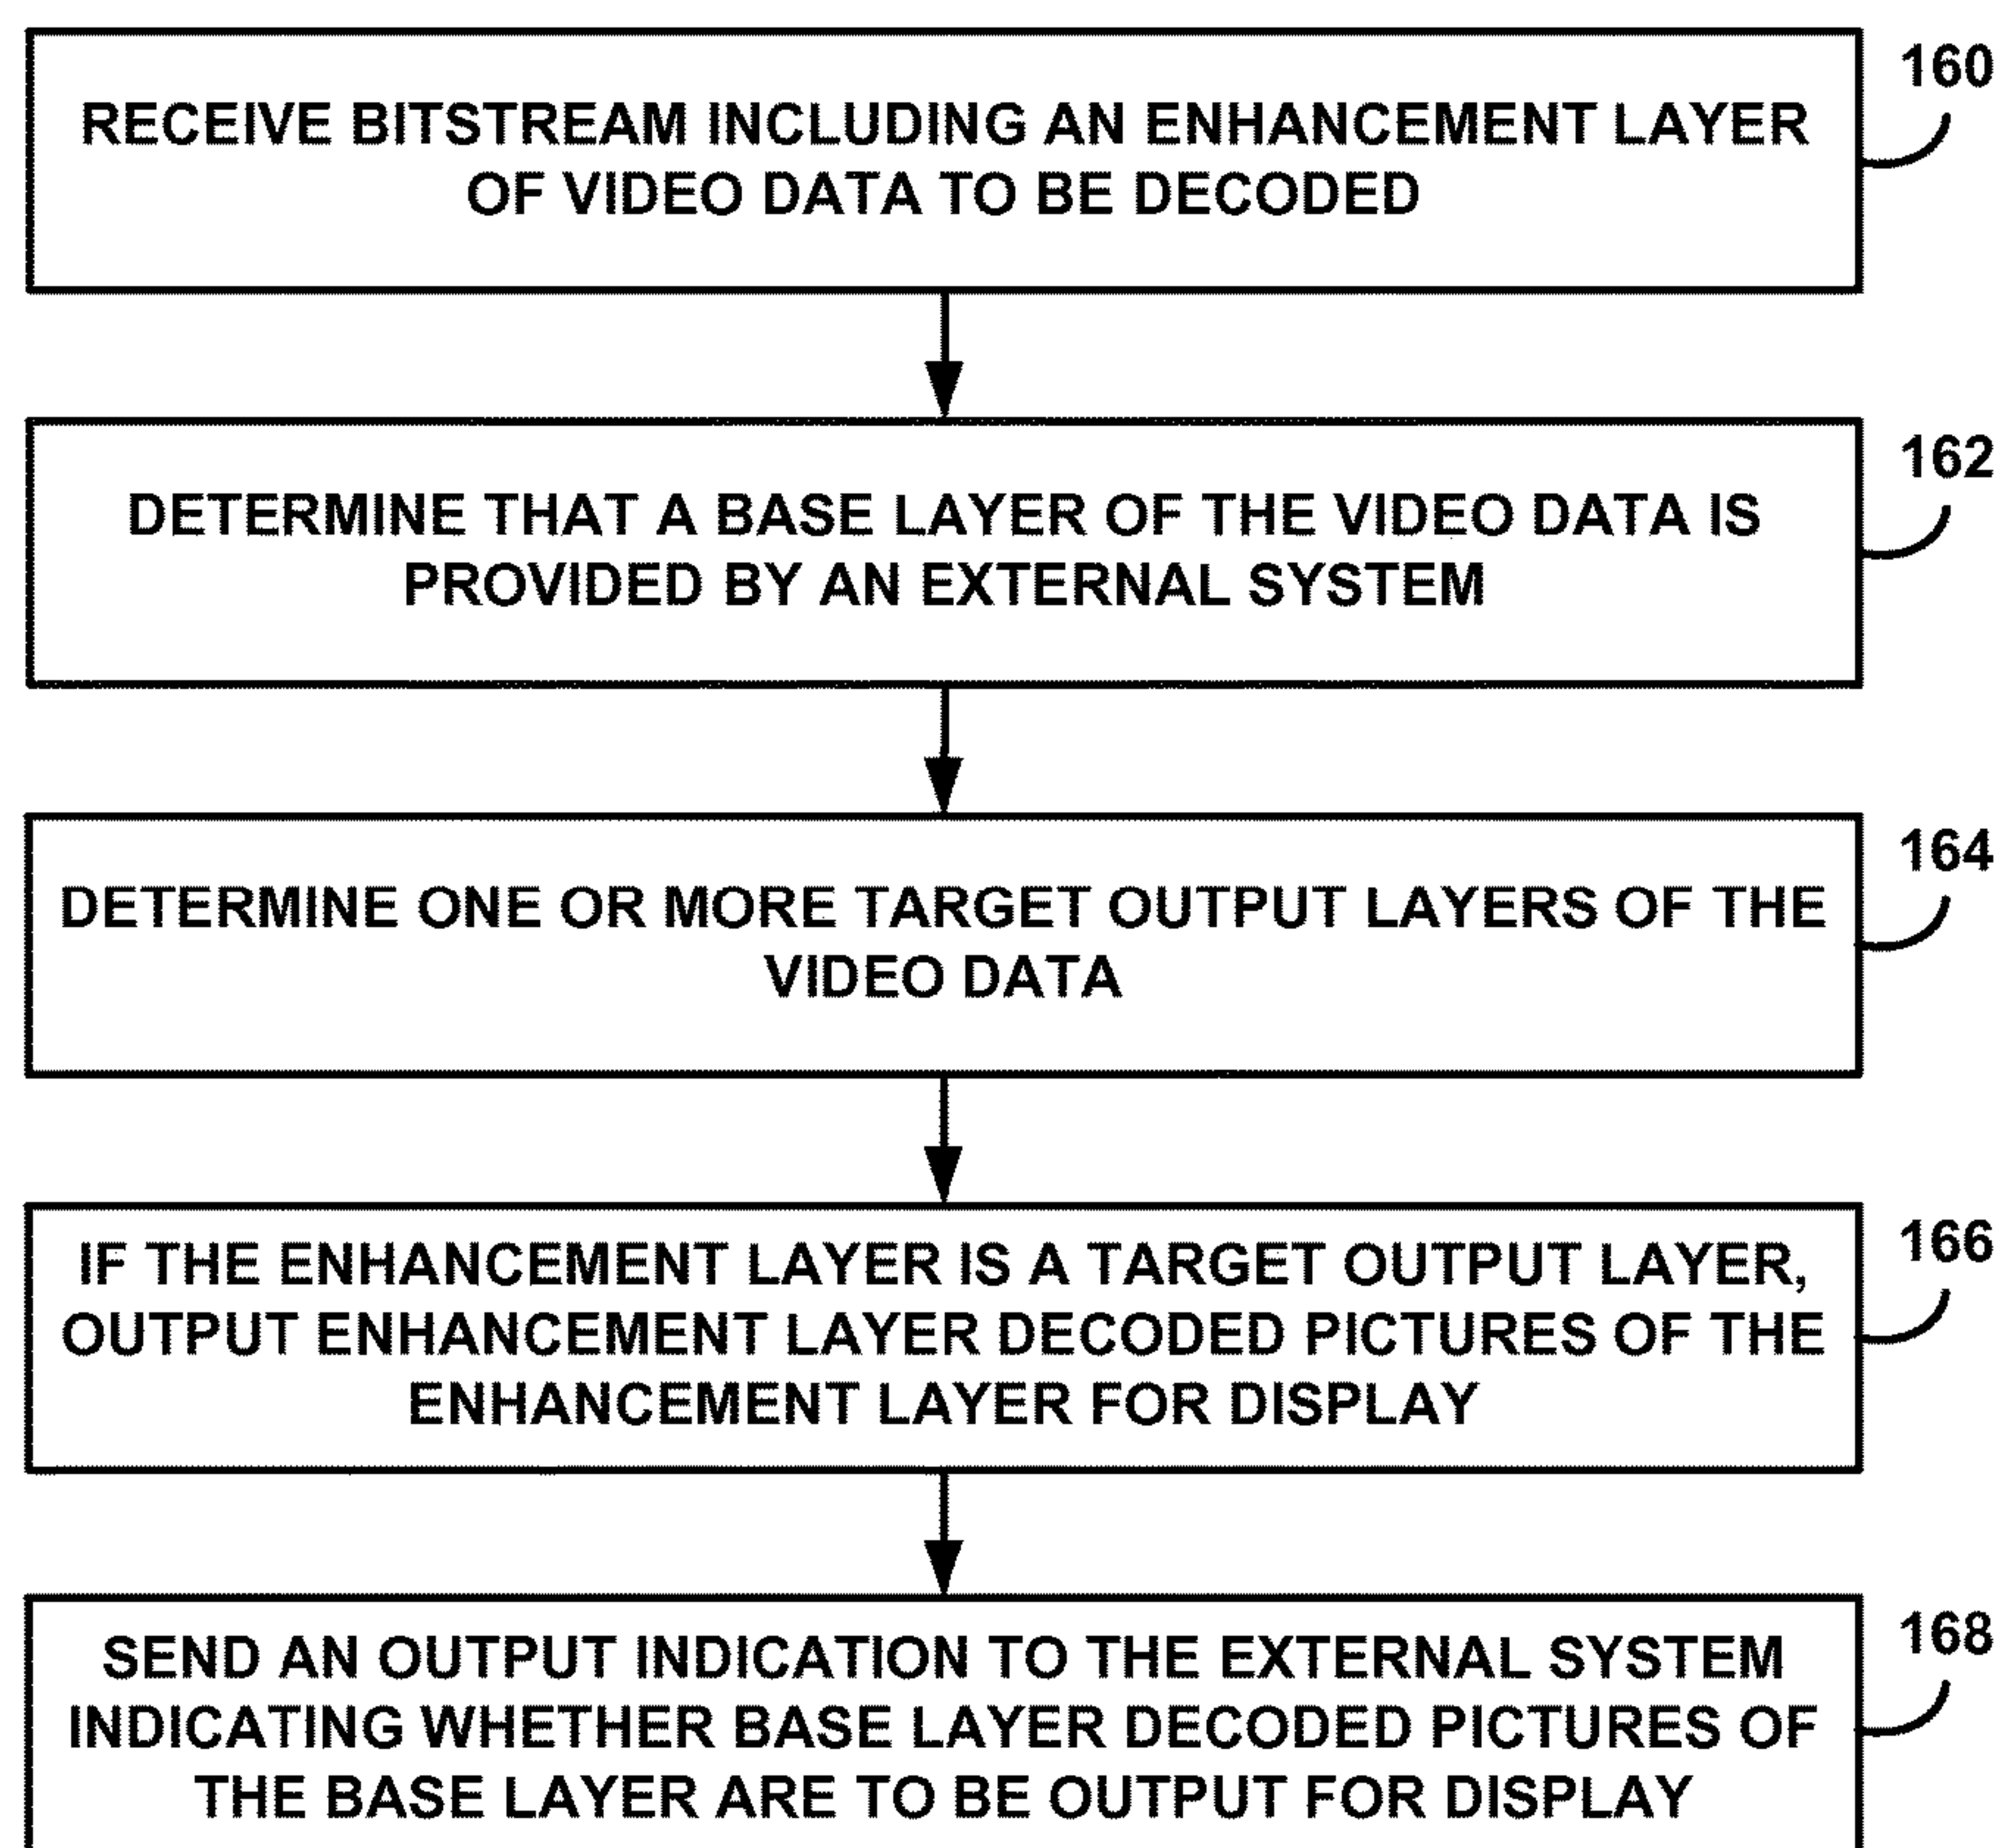 160
RECEIVE BITSTREAM INCLUDING AN ENHANCEMENT LAYER
OF VIDEO DATA TO BE DECODED
162
DETERMINE THAT A BASE LAYER OF THE VIDEO DATA IS
PROVIDED BY AN EXTERNAL SYSTEM
164
DETERMINE ONE OR MORE TARGET OUTPUT LAYERS OF THE
VIDEO DATA
166
IF THE ENHANCEMENT LAYER IS A TARGET OUTPUT LAYER,
OUTPUT ENHANCEMENT LAYER DECODED PICTURES OF THE
ENHANCEMENT LAYER FOR DISPLAY
168
SEND AN OUTPUT INDICATION TO THE EXTERNAL SYSTEM
INDICATING WHETHER BASE LAYER DECODED PICTURES OF
THE BASE LAYER ARE TO BE OUTPUT FOR DISPLAY